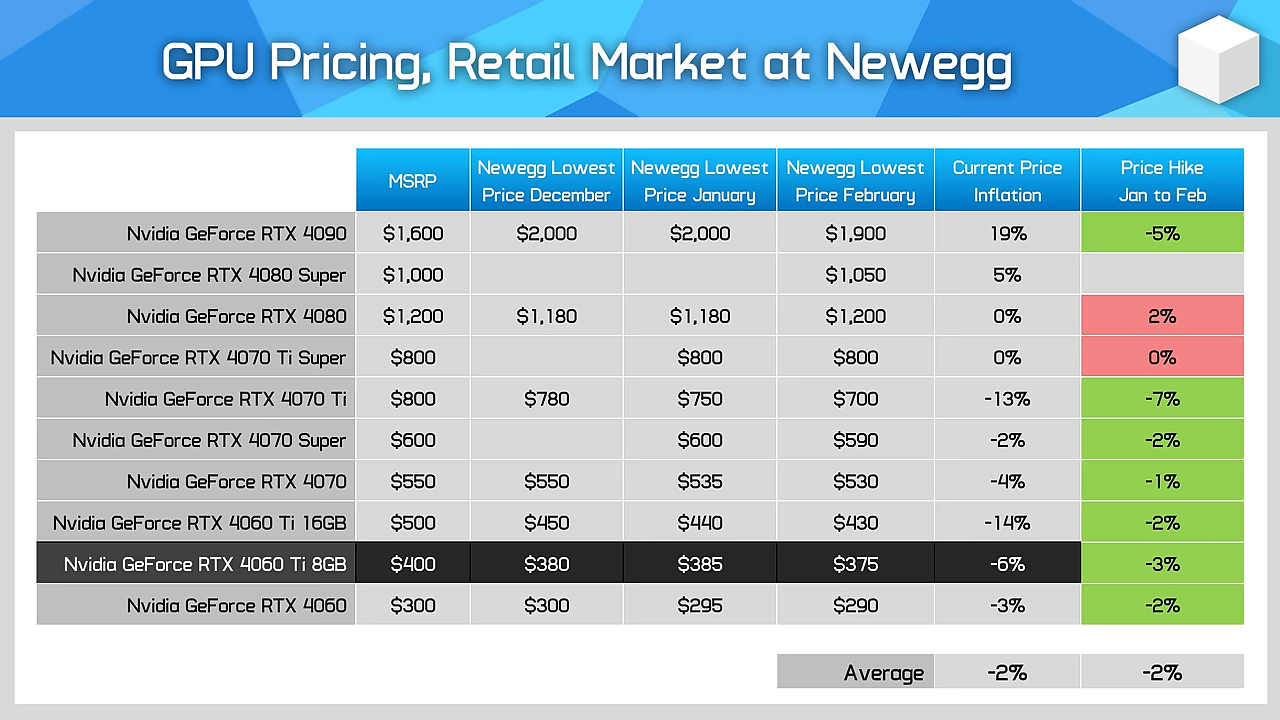 GPU Pricing, Retail Market at Newegg
MSRP Newegg Lowest Price December Newegg Lowest Price January Newegg Lowest Price February Current Price Inflation Price Hike Jan to Feb
Nvidia GeForce RTX 4090 $1,600 $2,000 $2,000 $1,900 19% -5%
Nvidia GeForce RTX 4080 Super $1,000 $1,050 5%
Nvidia GeForce RTX 4080 $1,200 $1,180 $1,180 $1,200 0% 2%
Nvidia GeForce RTX 4070 Ti Super $800 $800 $800 0% 0%
Nvidia GeForce RTX 4070 Ti $800 $780 $750 $700 -13% -7%
Nvidia GeForce RTX 4070 Super $600 $600 $590 -2% -2%
Nvidia GeForce RTX 4070 $550 $550 $535 $530 -4% -1%
Nvidia GeForce RTX 4060 Ti 16GB $500 $450 $440 $430 -14% -2%
Nvidia GeForce RTX 4060 Ti 8GB $400 $380 $385 $375 -6% -3%
Nvidia GeForce RTX 4060 $300 $300 $295 $290 -3% -2%
Average -2% -2%